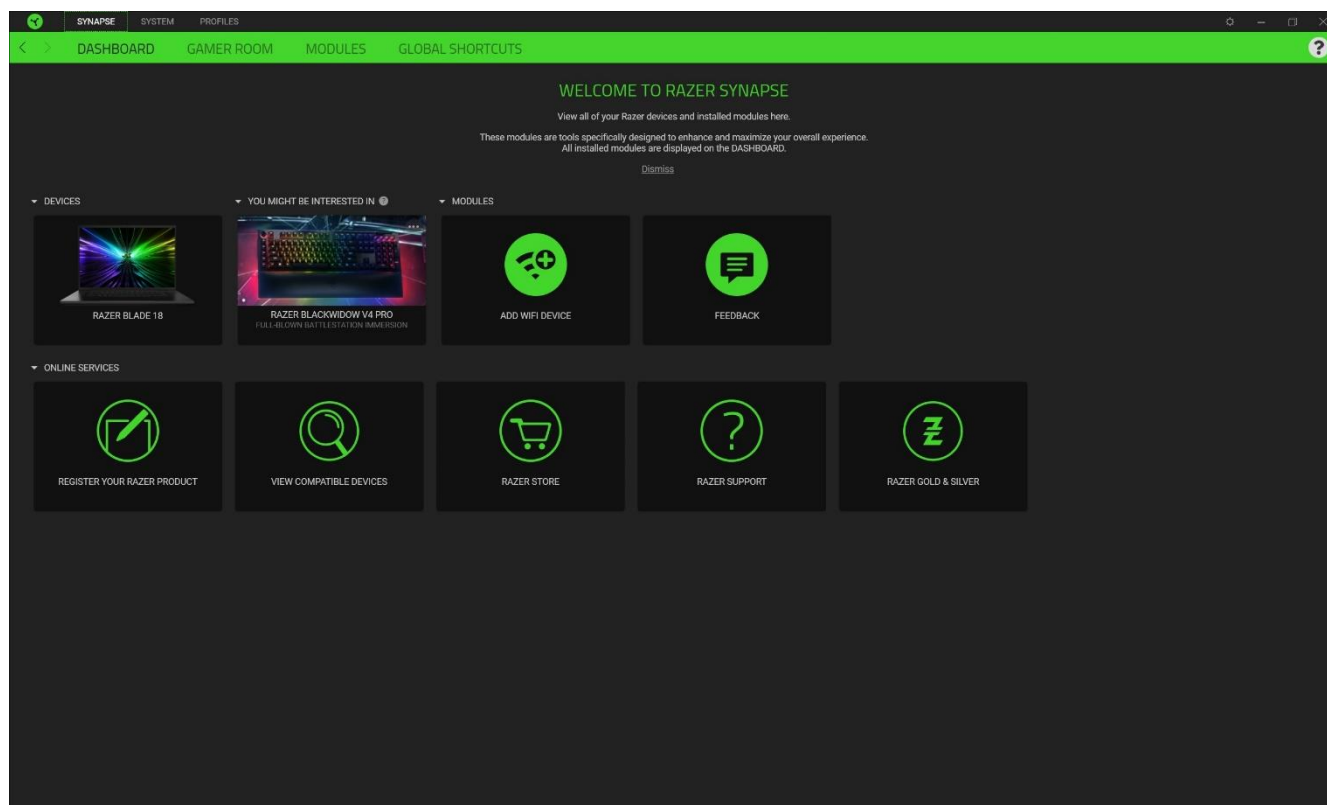 SYNAPSE SYSTEM PROFILES
DASHBOARD GAMER ROOM MODULES GLOBAL SHORTCUTS ?
WELCOME TO RAZER SYNAPSE
View all of your Razer devices and installed modules here.
These modules are tools specifically designed to enhance and maximize your overall experience.
All installed modules are displayed on the DASHBOARD.
Dismiss
DEVICES
YOU MIGHT BE INTERESTED IN ?
MODULES
RAZER BLADE 18
RAZER BLACKWIDOW V4 PRO
FULL-BLOWN BATTLESTATION IMMERSION
ADD WIFI DEVICE
FEEDBACK
ONLINE SERVICES
REGISTER YOUR RAZER PRODUCT
VIEW COMPATIBLE DEVICES
RAZER STORE
RAZER SUPPORT
RAZER GOLD & SILVER